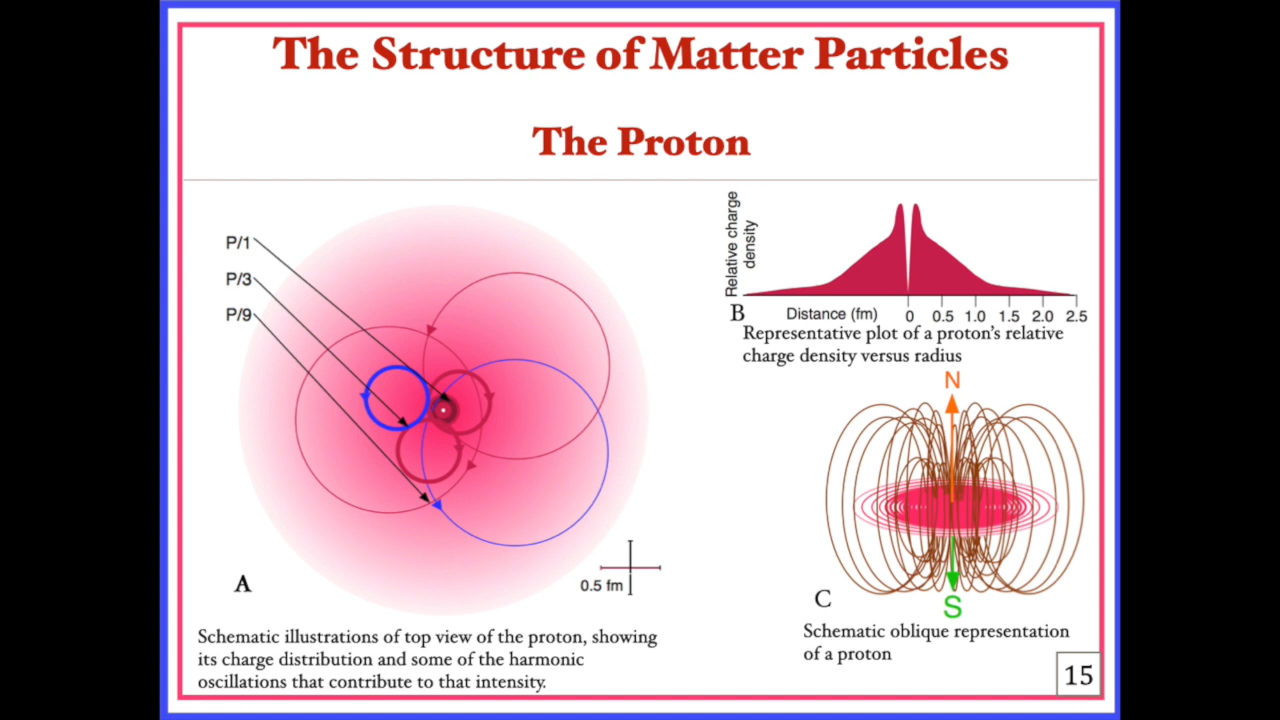 The Structure of Matter Particles
The Proton
P/1
P/3
P/9
0.5 fm
A
Schematic illustrations of top view of the proton, showing
its charge distribution and some of the harmonic
oscillations that contribute to that intensity.
Relative charge
density
B
Distance (fm)
0 0.5 1.0 1.5 2.0 2.5
Representative plot of a proton's relative
charge density versus radius
N
S
C
Schematic oblique representation
of a proton
15